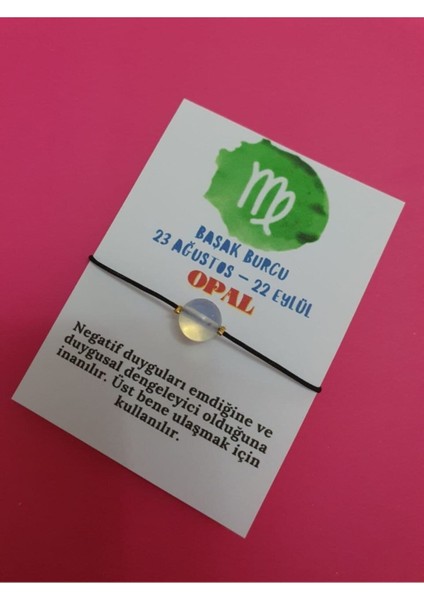 BAŞAK BURCU
23 AĞUSTOS – 22 EYLÜL
OPAL
Negatif duyguları emdiğine ve
duygusal dengeleyici olduğuna
inanılır. Üst bene ulaşmak için
kullanılır.